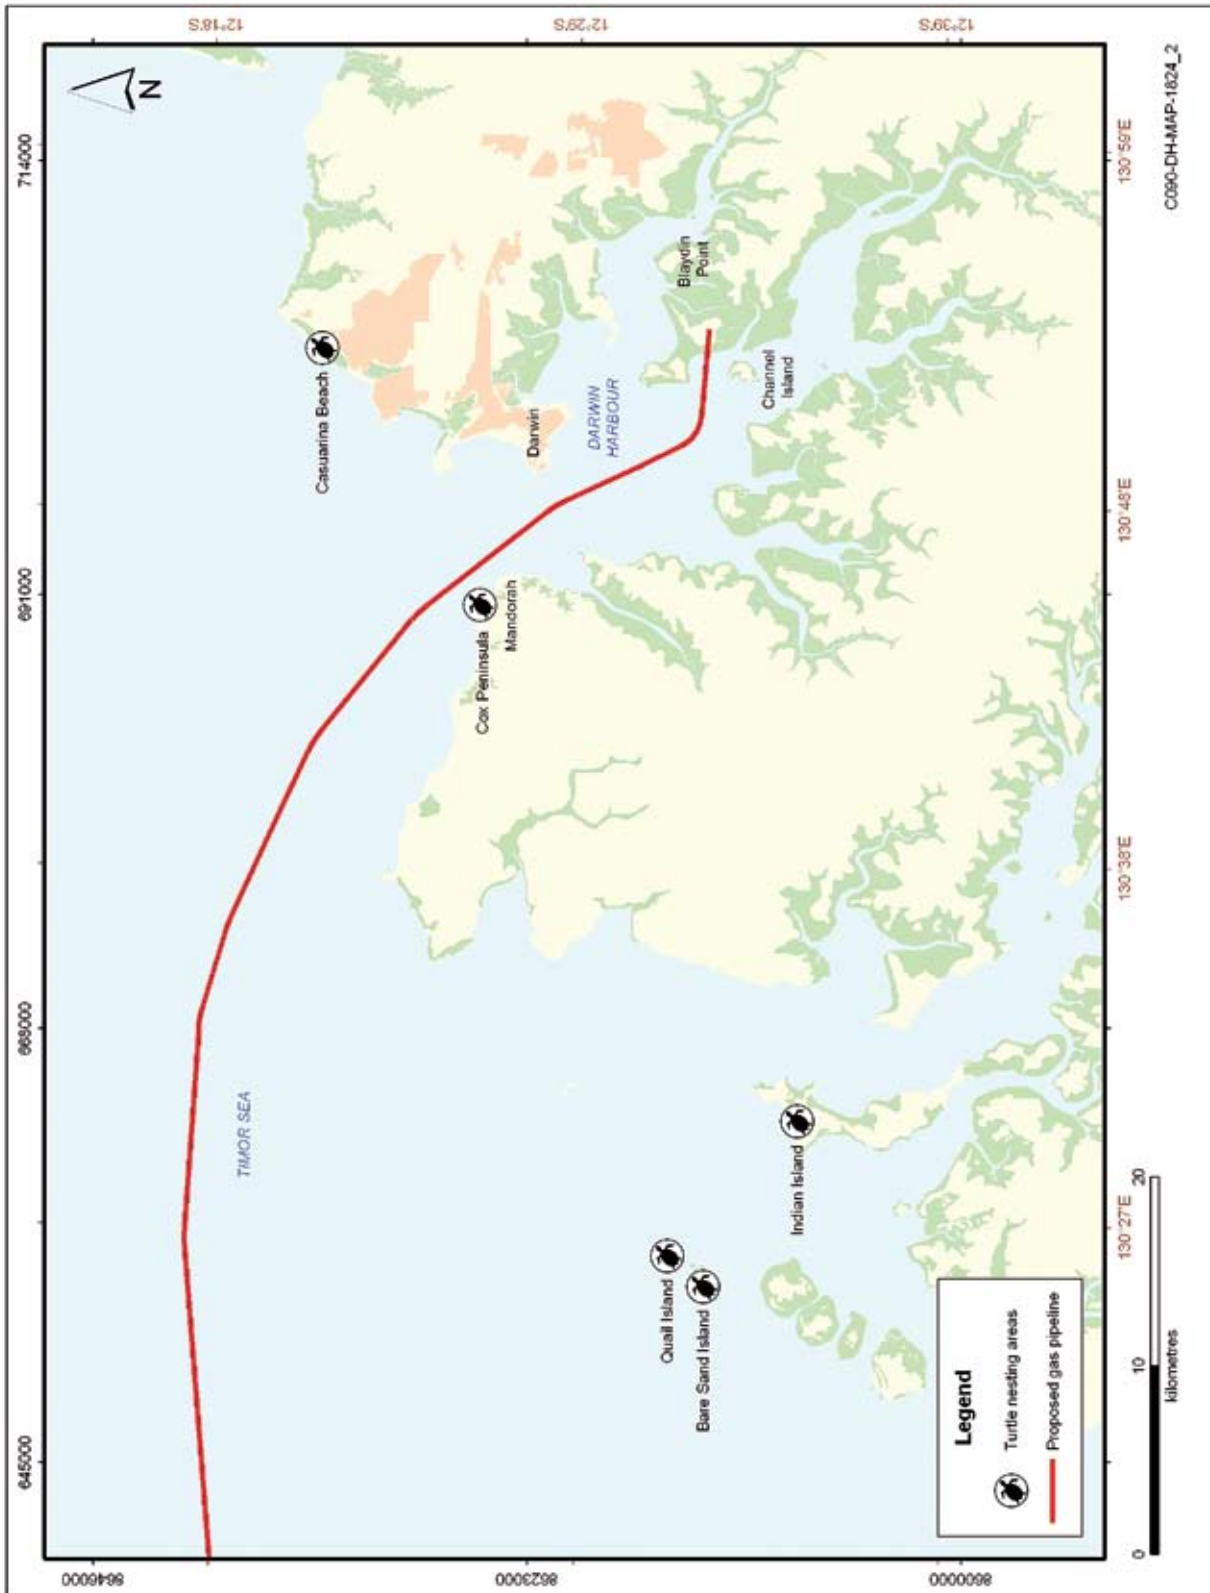 645000
668000
691000
714000
8646000
8623000
8600000
12°18'S
12°29'S
12°39'S
N
TIMOR SEA
Casuarina Beach
Darwin
DARWIN
HARBOUR
Cox Peninsula
Mandorah
Blaydin
Point
Channel
Island
Quail Island
Bare Sand Island
Indian Island
Legend
Turtle nesting areas
Proposed gas pipeline
130°27'E
130°38'E
130°48'E
130°59'E
0
10
20
kilometres
C090-DH-MAP-1824_2